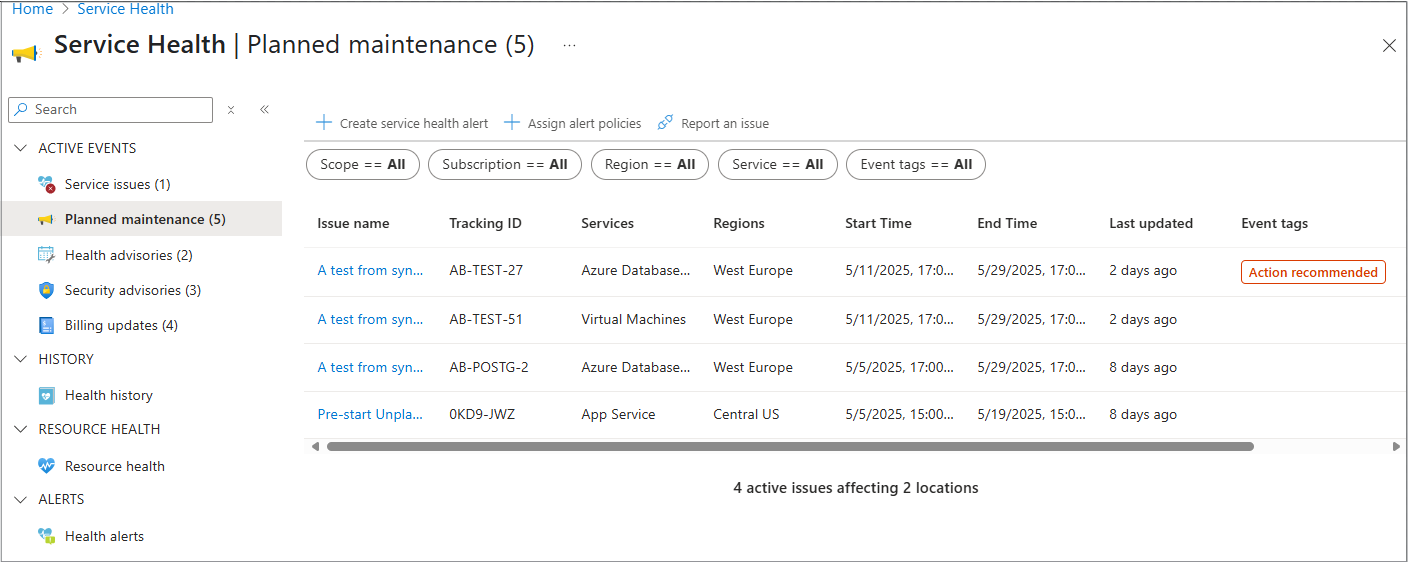 Home > Service Health
Service Health | Planned maintenance (5) ...
Search
Create service health alert Assign alert policies Report an issue
Scope == All Subscription == All Region == All Service == All Event tags == All
ACTIVE EVENTS
Service issues (1)
Planned maintenance (5)
Health advisories (2)
Security advisories (3)
Billing updates (4)
HISTORY
Health history
RESOURCE HEALTH
Resource health
ALERTS
Health alerts
Issue name Tracking ID Services Regions Start Time End Time Last updated Event tags
A test from syn... AB-TEST-27 Azure Database... West Europe 5/11/2025, 17:0... 5/29/2025, 17:0... 2 days ago Action recommended
A test from syn... AB-TEST-51 Virtual Machines West Europe 5/11/2025, 17:0... 5/29/2025, 17:0... 2 days ago
A test from syn... AB-POSTG-2 Azure Database... West Europe 5/5/2025, 17:00... 5/29/2025, 17:0... 8 days ago
Pre-start Unpla... 0KD9-JWZ App Service Central US 5/5/2025, 15:00... 5/19/2025, 15:0... 8 days ago
4 active issues affecting 2 locations